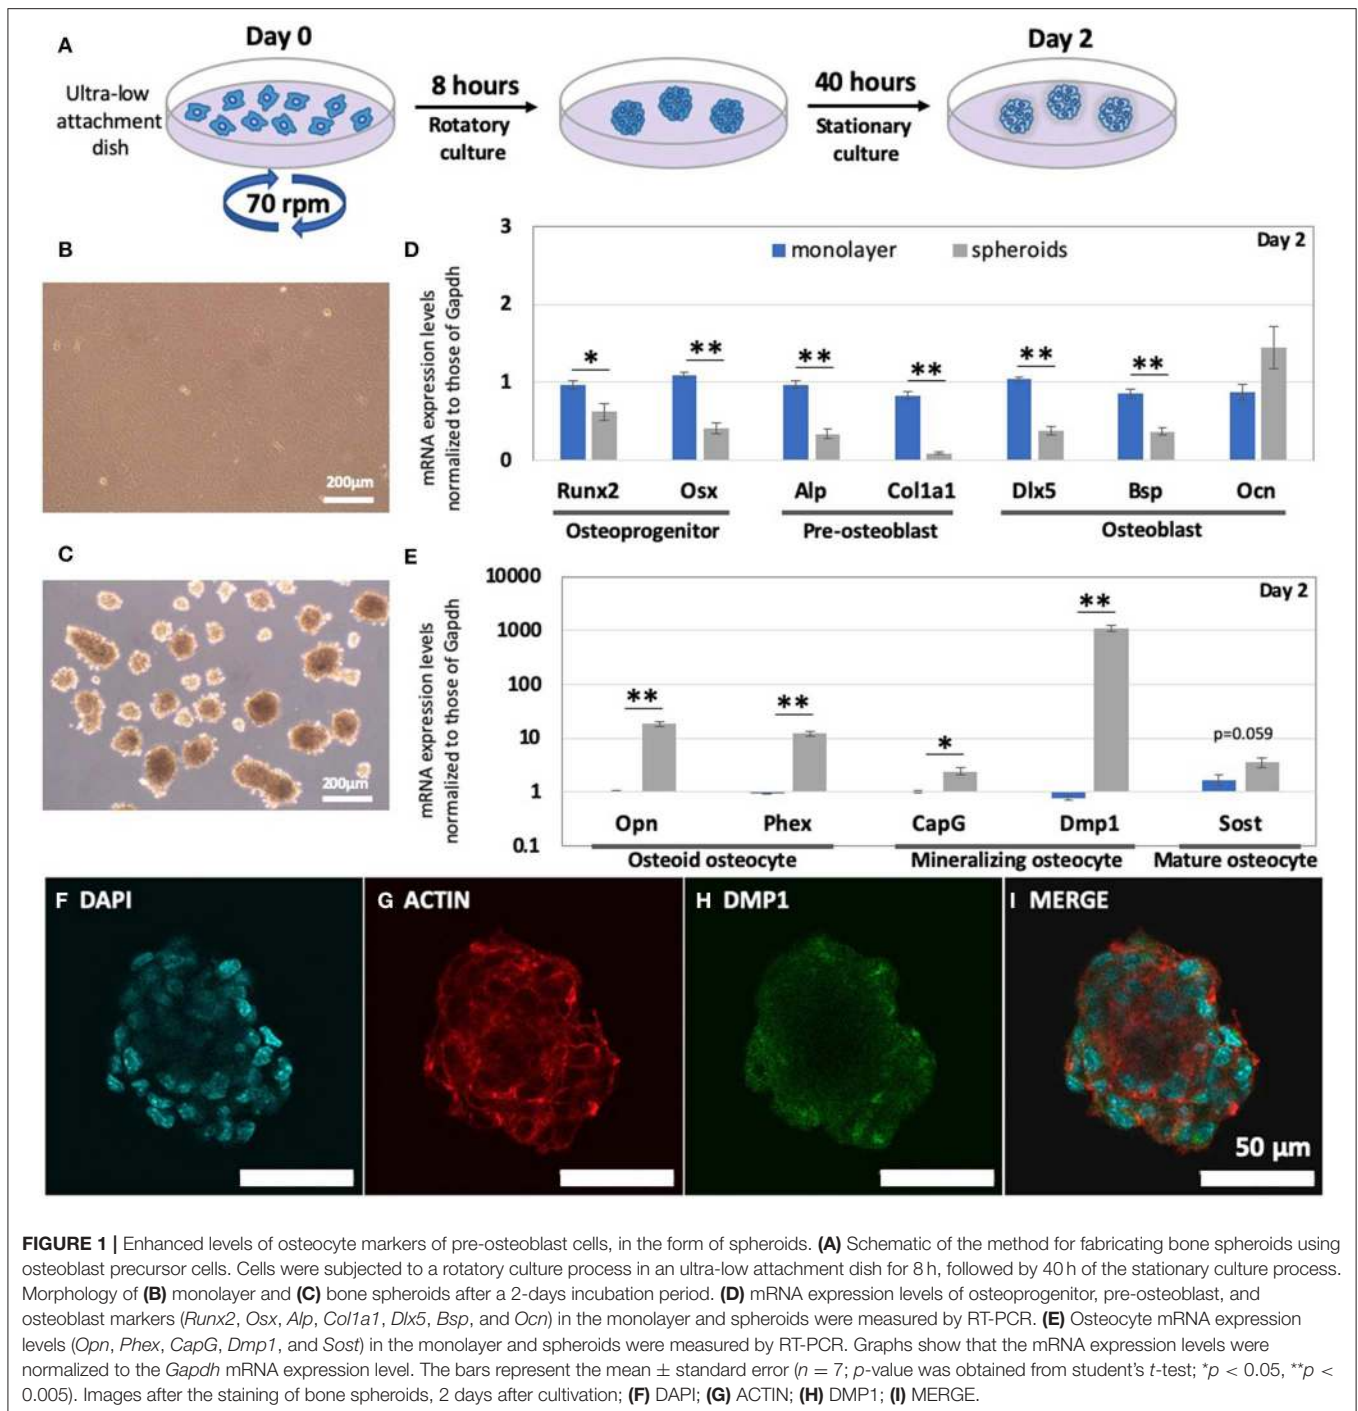 A
Day 0
Day 2
Ultra-low
attachment
dish
8 hours
Rotatory
culture
40 hours
Stationary
culture
70 rpm
B
200µm
C
200µm
D
mRNA expression levels
normalized to those of Gapdh
3
2
1
0
monolayer
spheroids
Day 2
*
**
**
**
**
**
Runx2
Osx
Alp
Col1a1
Dlx5
Bsp
Ocn
Osteoprogenitor
Pre-osteoblast
Osteoblast
E
mRNA expression levels
normalized to those of Gapdh
10000
1000
100
10
1
0.1
Day 2
**
**
*
**
p=0.059
Opn
Phex
CapG
Dmp1
Sost
Osteoid osteocyte
Mineralizing osteocyte
Mature osteocyte
F DAPI
G ACTIN
H DMP1
I MERGE
50 µm
FIGURE 1 | Enhanced levels of osteocyte markers of pre-osteoblast cells, in the form of spheroids. (A) Schematic of the method for fabricating bone spheroids using
osteoblast precursor cells. Cells were subjected to a rotatory culture process in an ultra-low attachment dish for 8 h, followed by 40 h of the stationary culture process.
Morphology of (B) monolayer and (C) bone spheroids after a 2-days incubation period. (D) mRNA expression levels of osteoprogenitor, pre-osteoblast, and
osteoblast markers (Runx2, Osx, Alp, Col1a1, Dlx5, Bsp, and Ocn) in the monolayer and spheroids were measured by RT-PCR. (E) Osteocyte mRNA expression
levels (Opn, Phex, CapG, Dmp1, and Sost) in the monolayer and spheroids were measured by RT-PCR. Graphs show that the mRNA expression levels were
normalized to the Gapdh mRNA expression level. The bars represent the mean ± standard error (n = 7; p-value was obtained from student's t-test; *p < 0.05, **p <
0.005). Images after the staining of bone spheroids, 2 days after cultivation; (F) DAPI; (G) ACTIN; (H) DMP1; (I) MERGE.